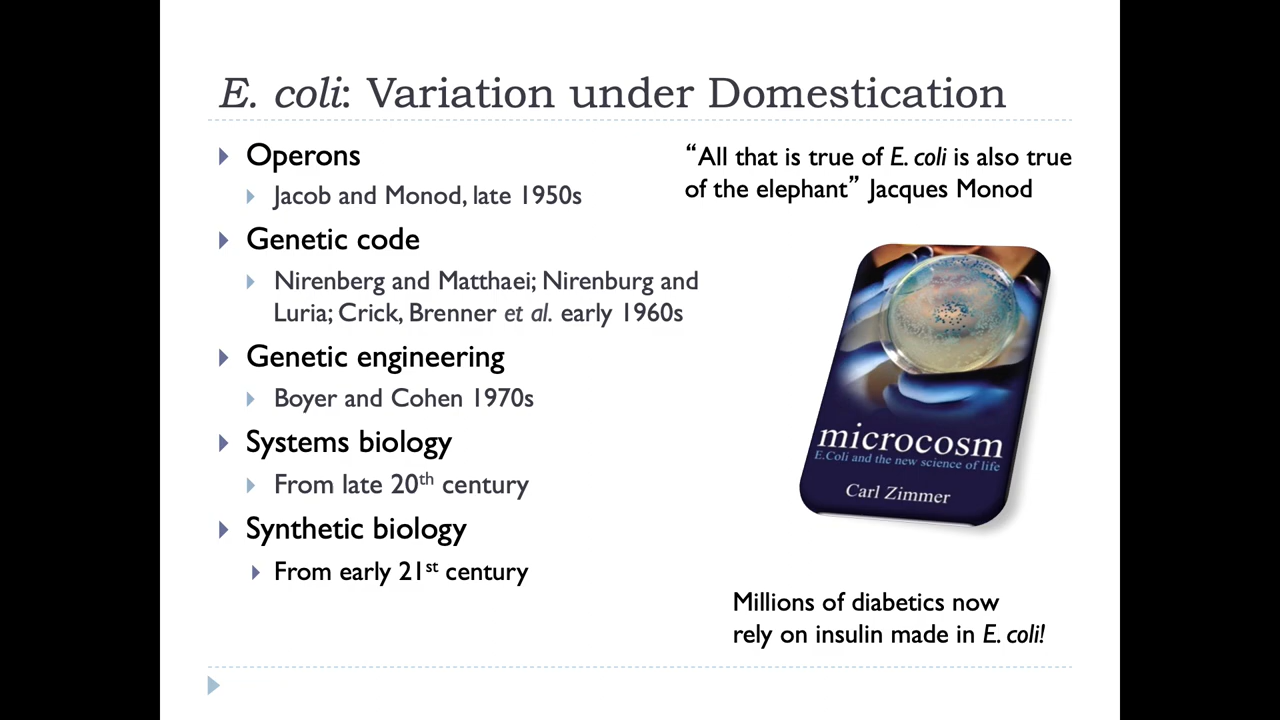 E. coli: Variation under Domestication
Operons
Jacob and Monod, late 1950s
Genetic code
Nirenberg and Matthaei; Nirenburg and
Luria; Crick, Brenner et al. early 1960s
Genetic engineering
Boyer and Cohen 1970s
Systems biology
From late 20th century
Synthetic biology
From early 21st century
“All that is true of E. coli is also true
of the elephant” Jacques Monod
microcosm
E.Coli and the new science of life
Carl Zimmer
Millions of diabetics now
rely on insulin made in E. coli!